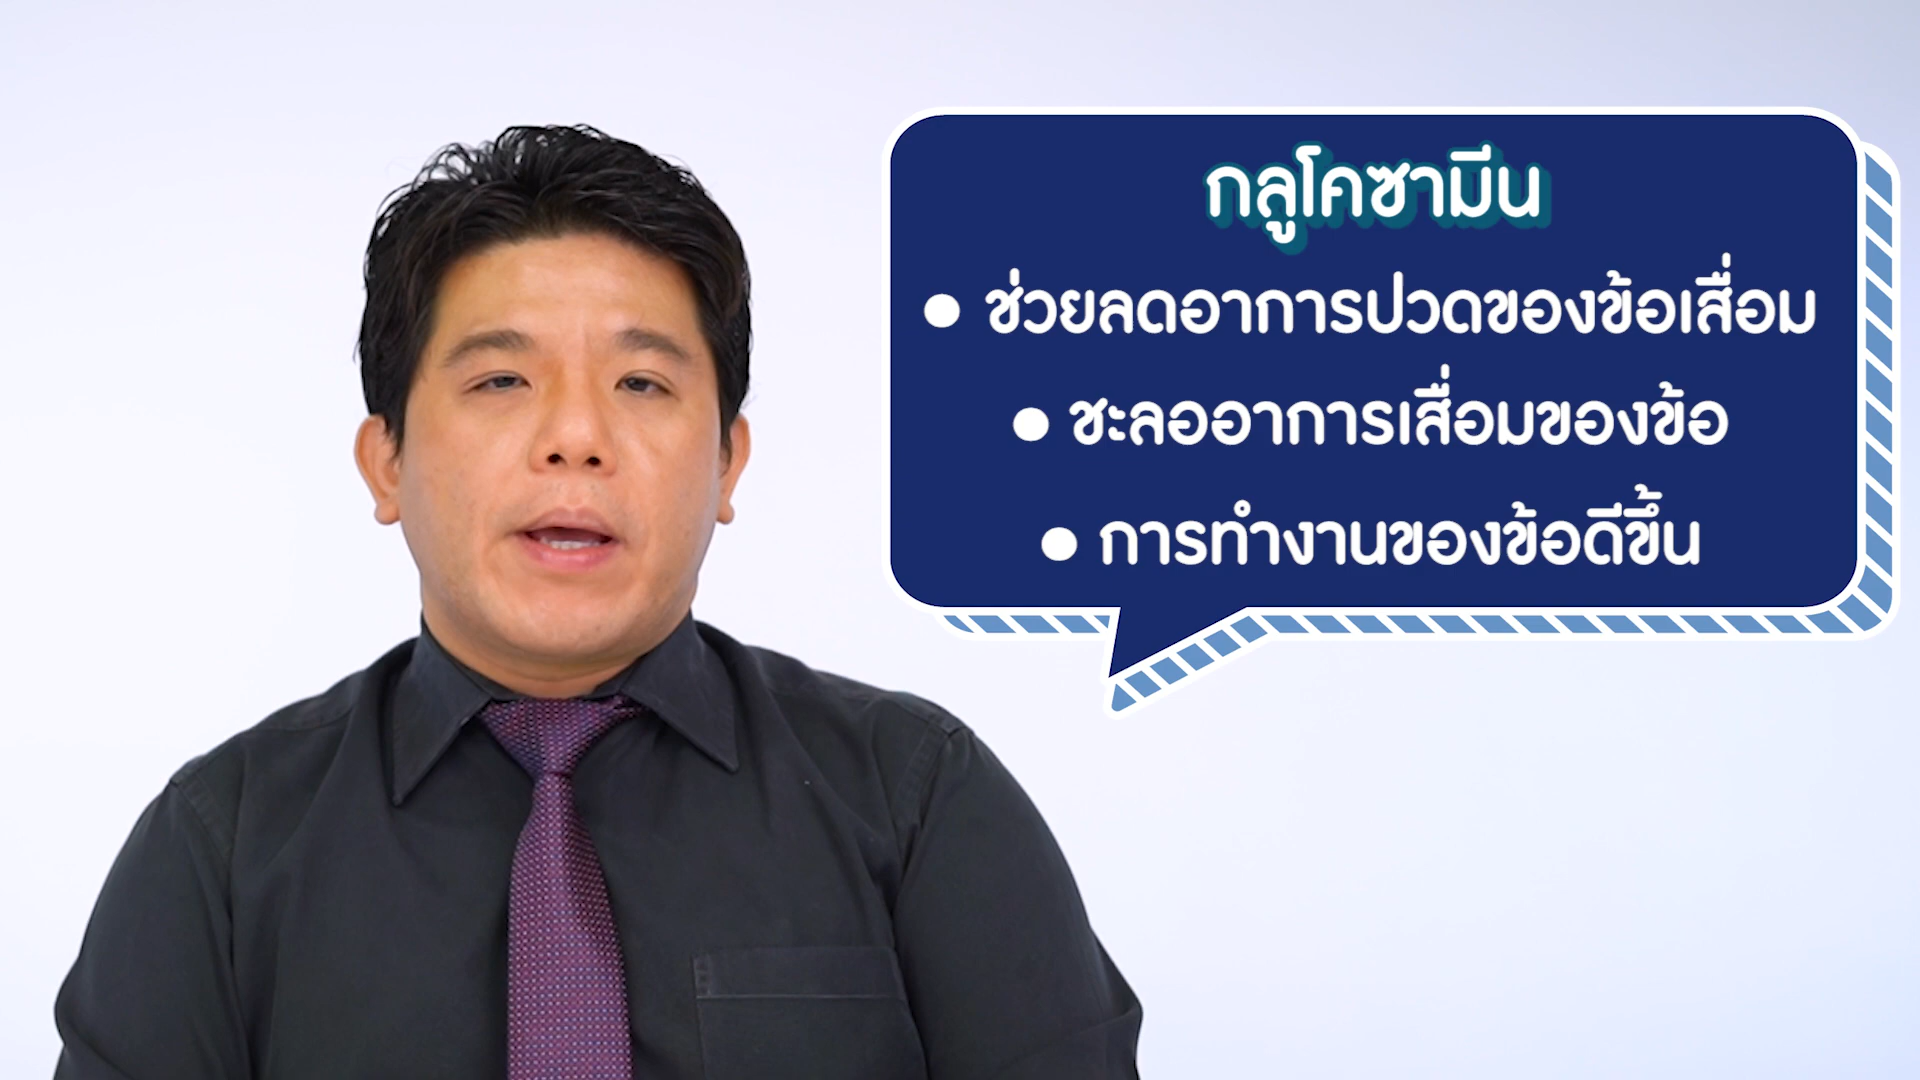 กลูโคซามีน
• ช่วยลดอาการปวดของข้อเสื่อม
• ชะลออาการเสื่อมของข้อ
• การทำงานของข้อดีขึ้น